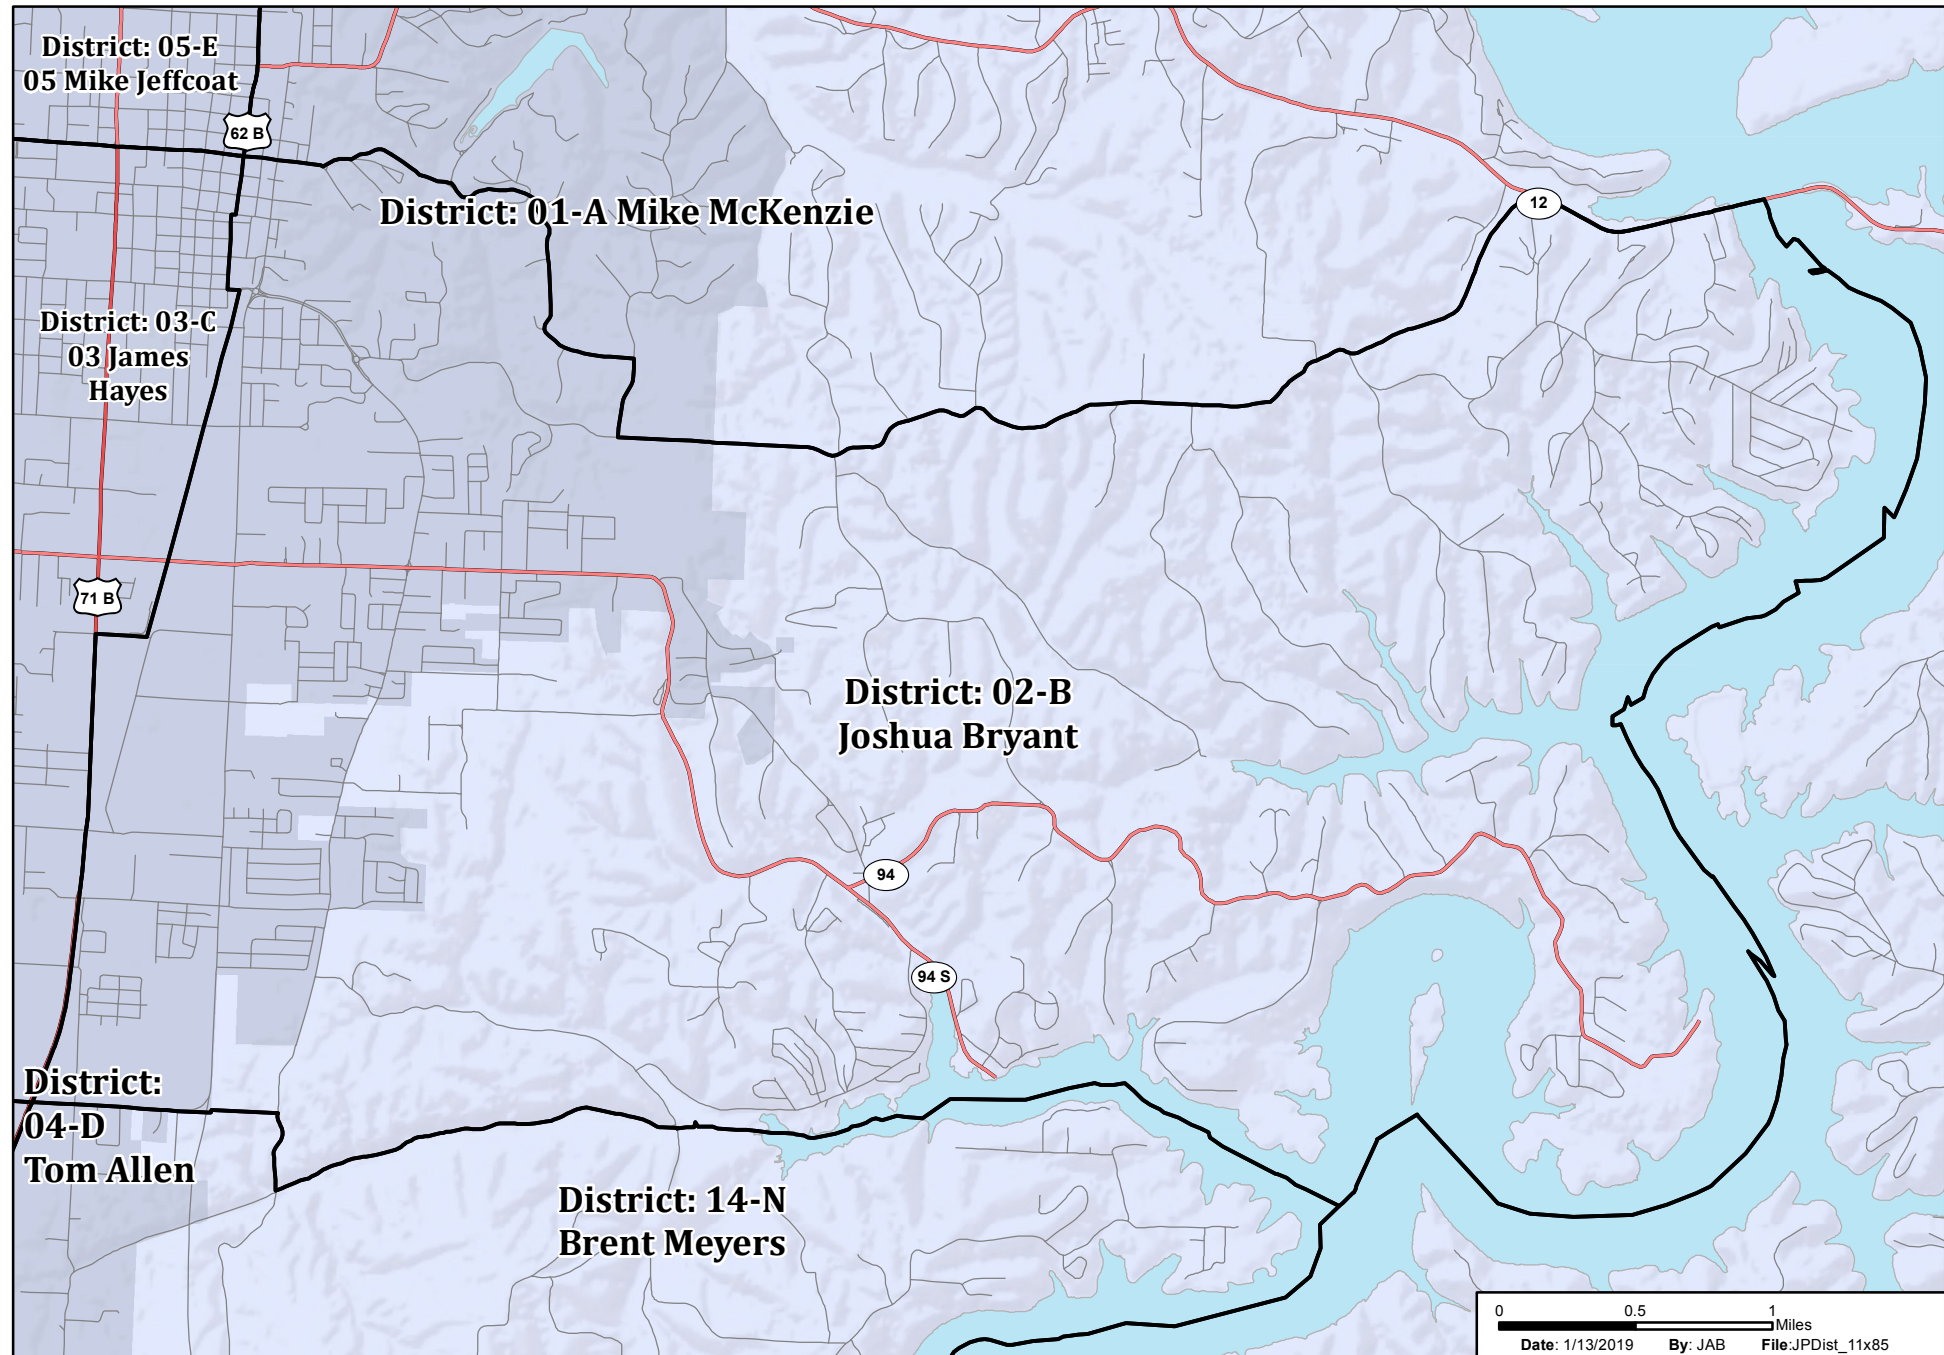 District: 05-E
05 Mike Jeffcoat
62 B
District: 01-A Mike McKenzie
12
District: 03-C
03 James
Hayes
71 B
District: 02-B
Joshua Bryant
94
94 S
District:
04-D
Tom Allen
District: 14-N
Brent Meyers
0 0.5 1
Miles
Date: 1/13/2019 By: JAB File:JPDist_11x85